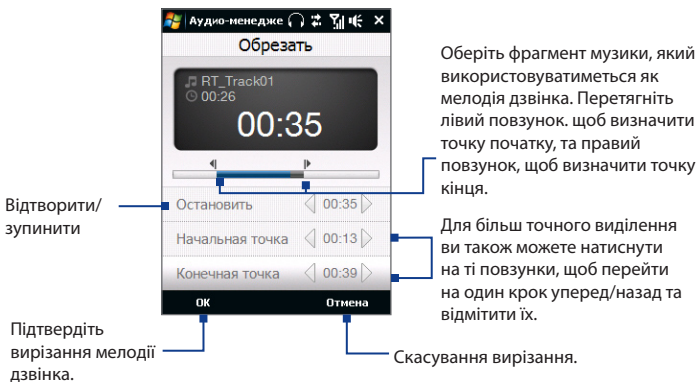 Аудио-менедже
Обрезать
RT_Track01
00:26
00:35
Остановить 00:35
Начальная точка 00:13
Конечная точка 00:39
ОК Отмена
Відтворити/
зупинити
Підтвердіть
вирізання мелодії
дзвінка.
Оберіть фрагмент музики, який
використовуватиметься як
мелодія дзвінка. Перетягніть
лівий повзунок. щоб визначити
точку початку, та правий
повзунок, щоб визначити точку
кінця.
Для більш точного виділення
ви також можете натиснути
на ті повзунки, щоб перейти
на один крок уперед/назад та
відмітити їх.
Скасування вирізання.